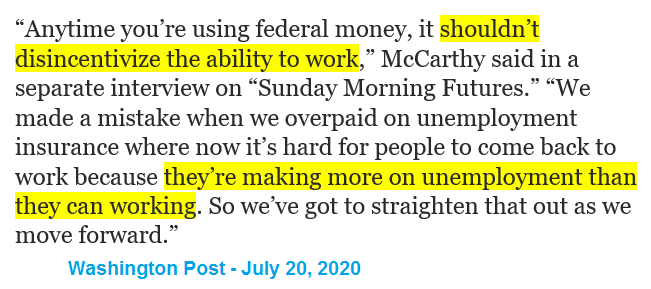 “Anytime you’re using federal money, it shouldn’t
disincentivize the ability to work,” McCarthy said in a
separate interview on “Sunday Morning Futures.” “We
made a mistake when we overpaid on unemployment
insurance where now it’s hard for people to come back to
work because they’re making more on unemployment than
they can working. So we’ve got to straighten that out as we
move forward.”
Washington Post - July 20, 2020